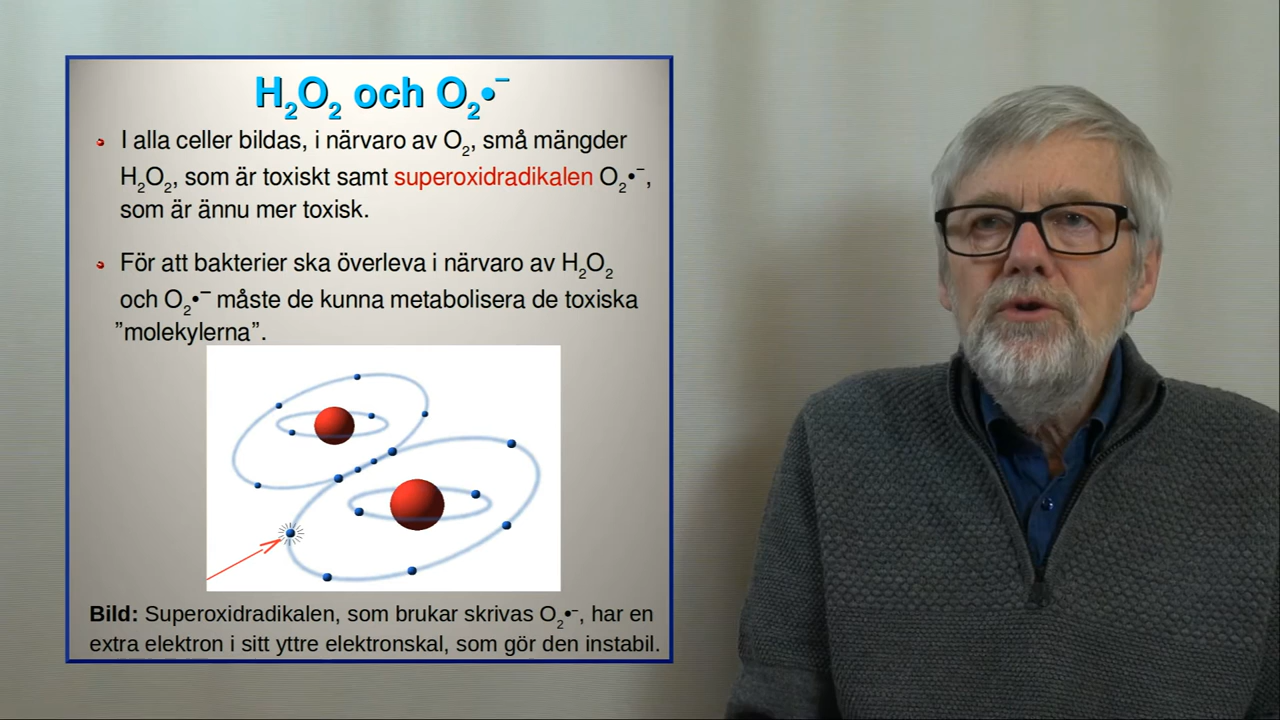 H₂O₂ och O₂•⁻
• I alla celler bildas, i närvaro av O₂, små mängder
H₂O₂, som är toxiskt samt superoxidradikalen O₂•⁻,
som är ännu mer toxisk.
• För att bakterier ska överleva i närvaro av H₂O₂
och O₂•⁻ måste de kunna metabolisera de toxiska
”molekylerna”.
Bild: Superoxidradikalen, som brukar skrivas O₂•⁻, har en
extra elektron i sitt yttre elektronskal, som gör den instabil.